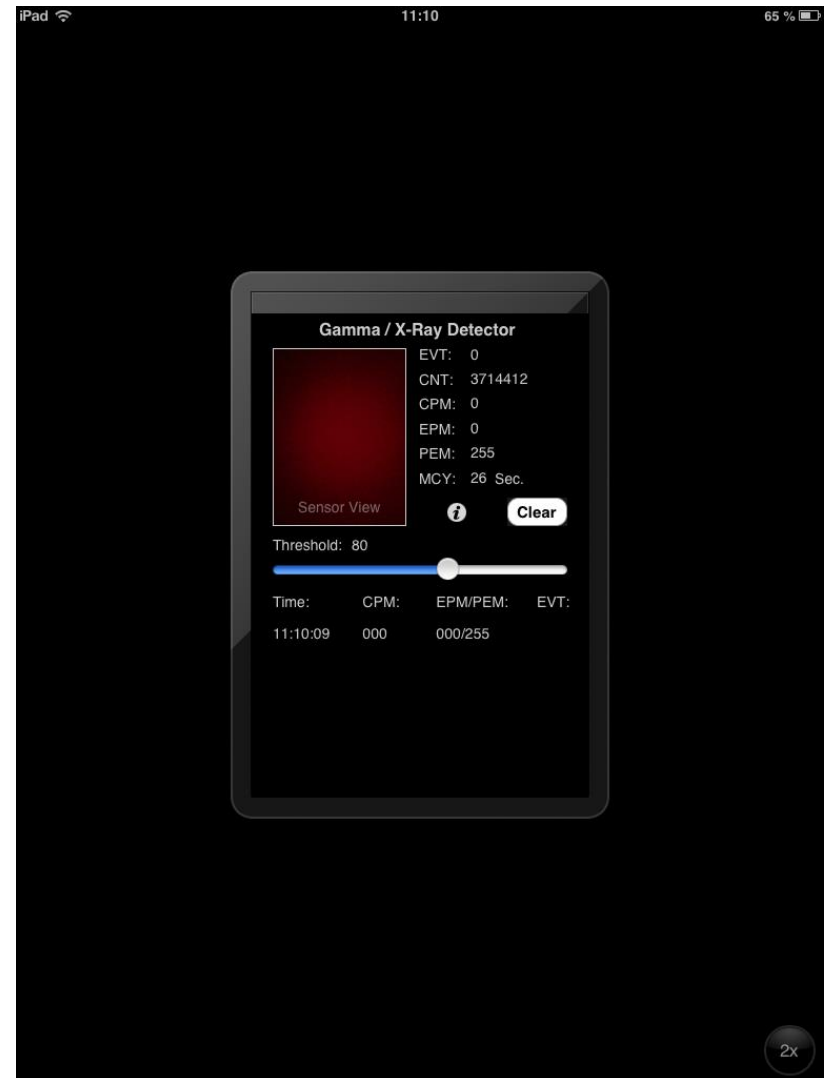 iPad 11:10 65 %
Gamma / X-Ray Detector
EVT: 0
CNT: 3714412
CPM: 0
EPM: 0
PEM: 255
MCY: 26 Sec.
Sensor View i Clear
Threshold: 80
Time: CPM: EPM/PEM: EVT:
11:10:09 000 000/255
2x